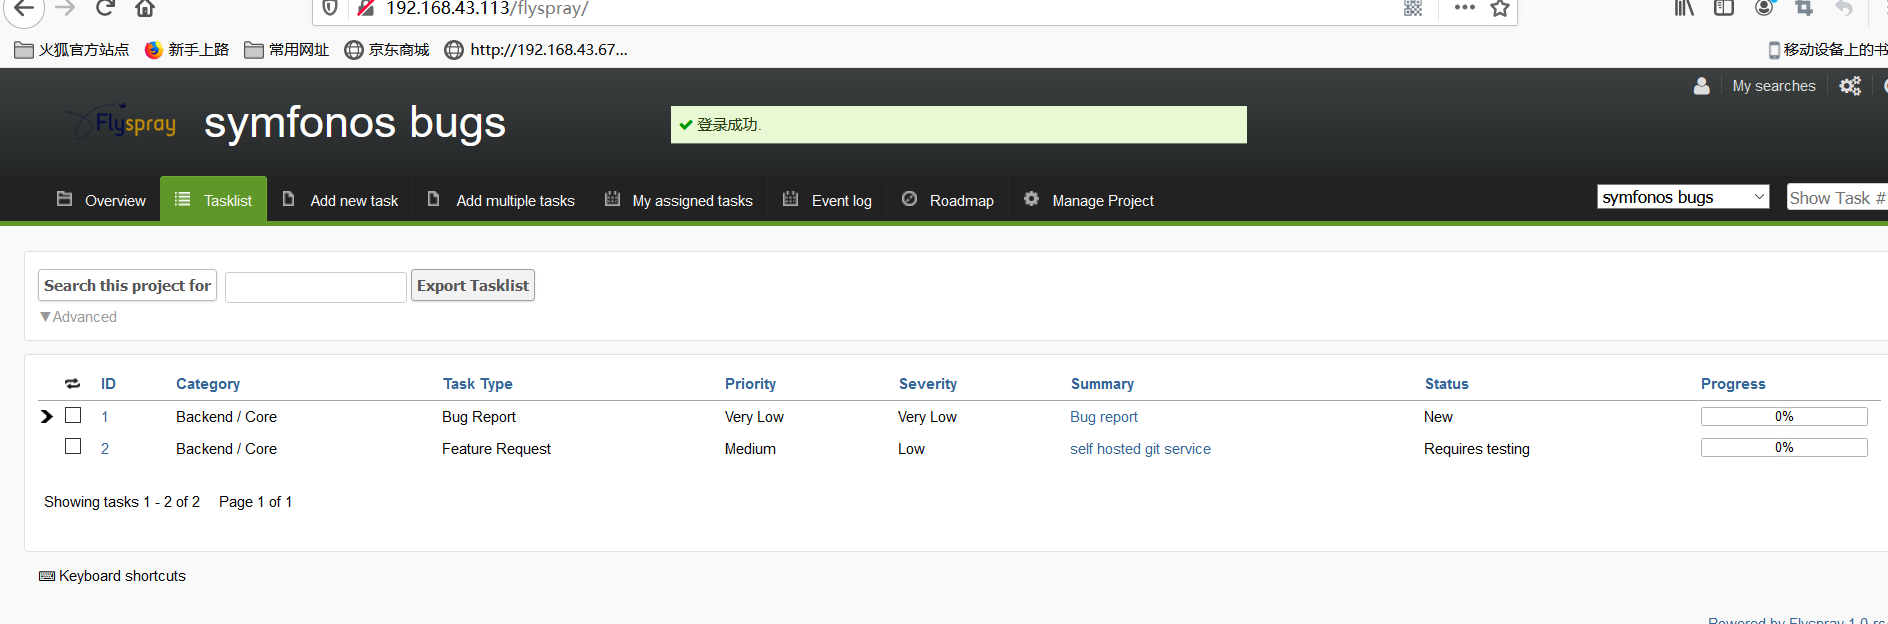 192.168.43.113/flyspray/
火狐官方站点 新手上路 常用网址 京东商城 http://192.168.43.67... 移动设备上的书
My searches
Flyspray symfonos bugs
登录成功.
Overview Tasklist Add new task Add multiple tasks My assigned tasks Event log Roadmap Manage Project symfonos bugs Show Task #
Search this project for Export Tasklist
▼Advanced
ID Category Task Type Priority Severity Summary Status Progress
1 Backend / Core Bug Report Very Low Very Low Bug report New 0%
2 Backend / Core Feature Request Medium Low self hosted git service Requires testing 0%
Showing tasks 1 - 2 of 2 Page 1 of 1
Keyboard shortcuts
Powered by Flyspray 1.0-rc